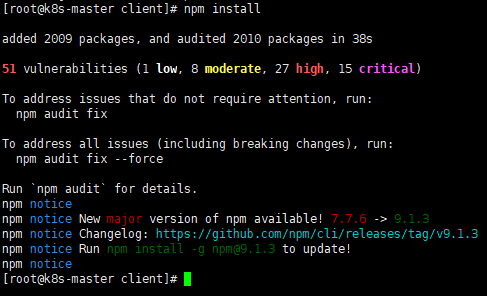 [root@k8s-master client]# npm install
added 2009 packages, and audited 2010 packages in 38s
51 vulnerabilities (1 low, 8 moderate, 27 high, 15 critical)
To address issues that do not require attention, run:
  npm audit fix
To address all issues (including breaking changes), run:
  npm audit fix --force
Run `npm audit` for details.
npm notice
npm notice New major version of npm available! 7.7.6 -> 9.1.3
npm notice Changelog: https://github.com/npm/cli/releases/tag/v9.1.3
npm notice Run npm install -g npm@9.1.3 to update!
npm notice
[root@k8s-master client]#